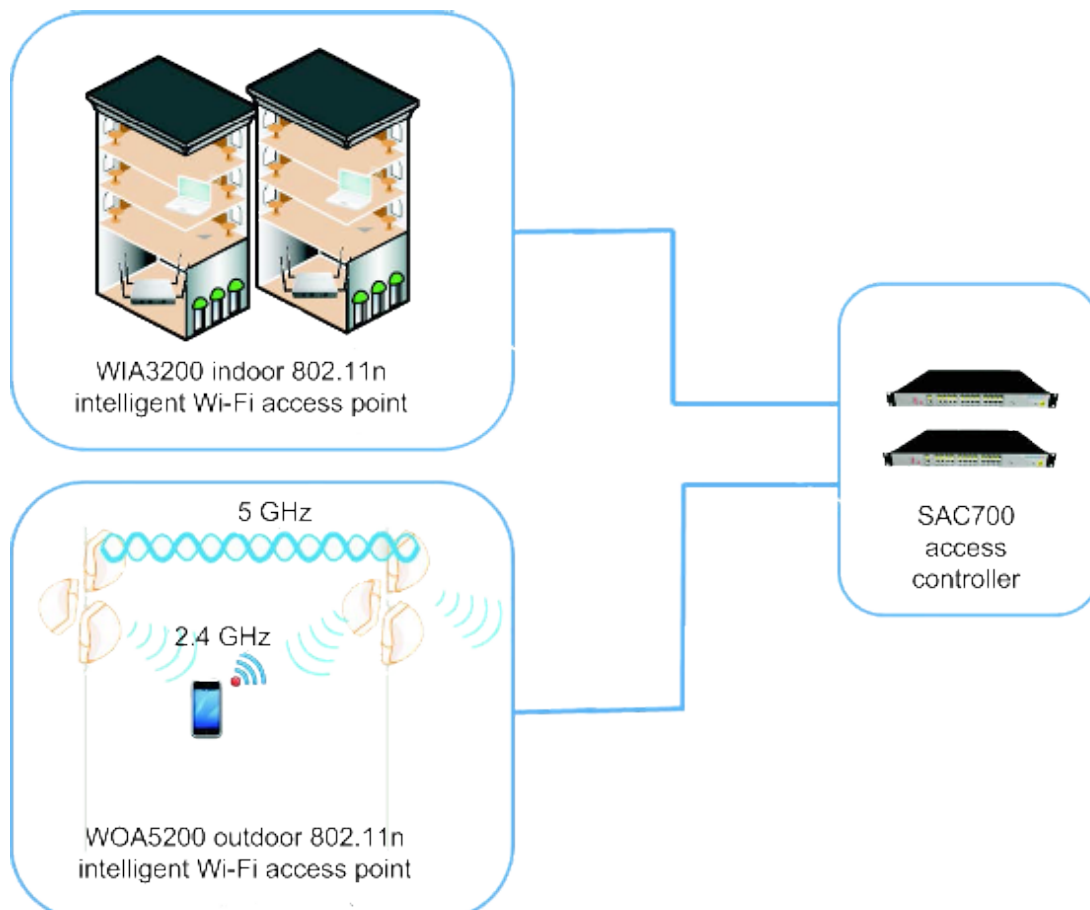 WIA3200 indoor 802.11n
intelligent Wi-Fi access point
5 GHz
2.4 GHz
WOA5200 outdoor 802.11n
intelligent Wi-Fi access point
SAC700
access
controller